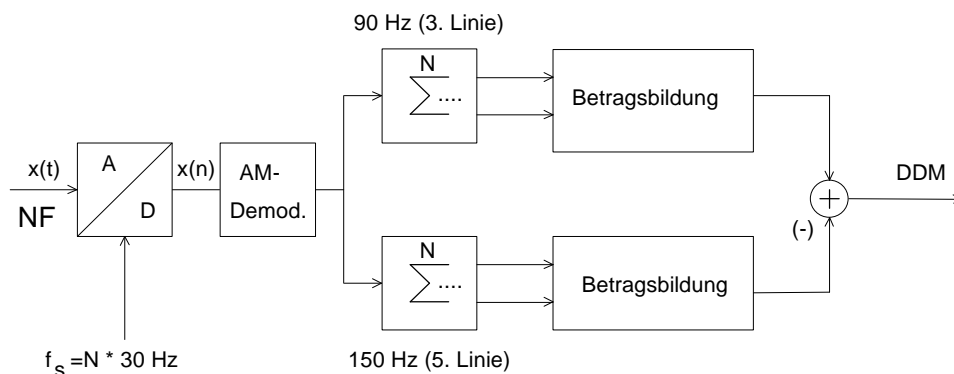 90 Hz (3. Linie)
N
∑ ....
Betragsbildung
x(t)
NF
A
D
x(n)
AM-
Demod.
DDM
+
(-)
N
∑ ....
Betragsbildung
f_s =N * 30 Hz
150 Hz (5. Linie)